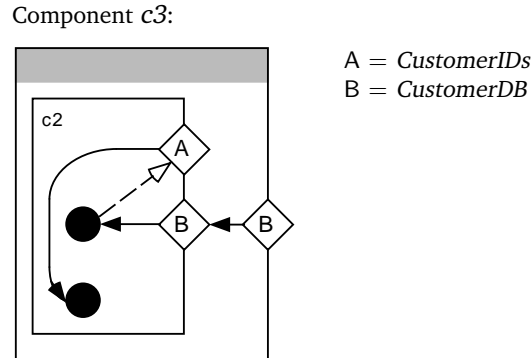 Component c3:
A = CustomerIDs
B = CustomerDB
c2
A
B
B